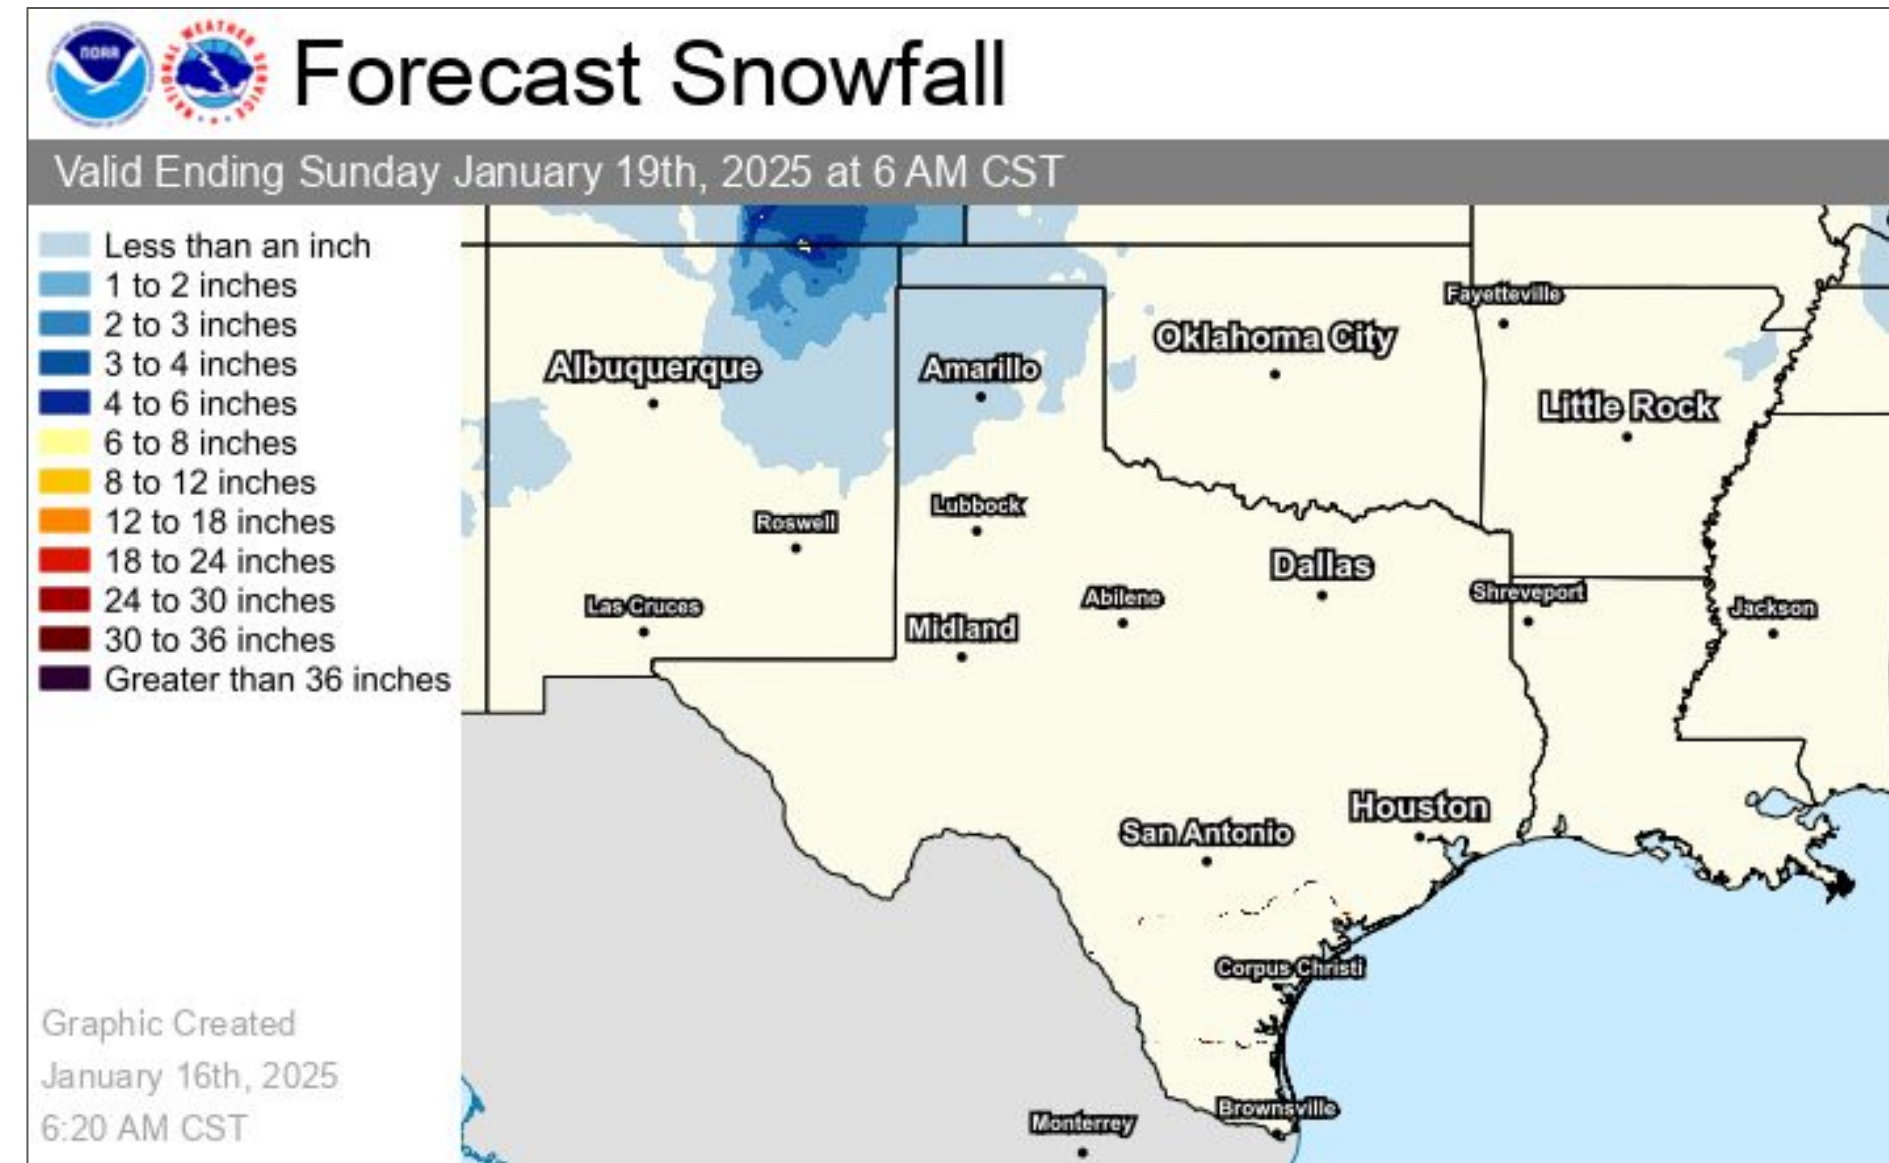 NOAA
NATIONAL WEATHER SERVICE
Forecast Snowfall
Valid Ending Sunday January 19th, 2025 at 6 AM CST
Less than an inch
1 to 2 inches
2 to 3 inches
3 to 4 inches
4 to 6 inches
6 to 8 inches
8 to 12 inches
12 to 18 inches
18 to 24 inches
24 to 30 inches
30 to 36 inches
Greater than 36 inches
Graphic Created
January 16th, 2025
6:20 AM CST
Fayetteville
Oklahoma City
Albuquerque
Amarillo
Little Rock
Lubbock
Roswell
Dallas
Shreveport
Abilene
Las Cruces
Jackson
Midland
Houston
San Antonio
Corpus Christi
Brownsville
Monterrey